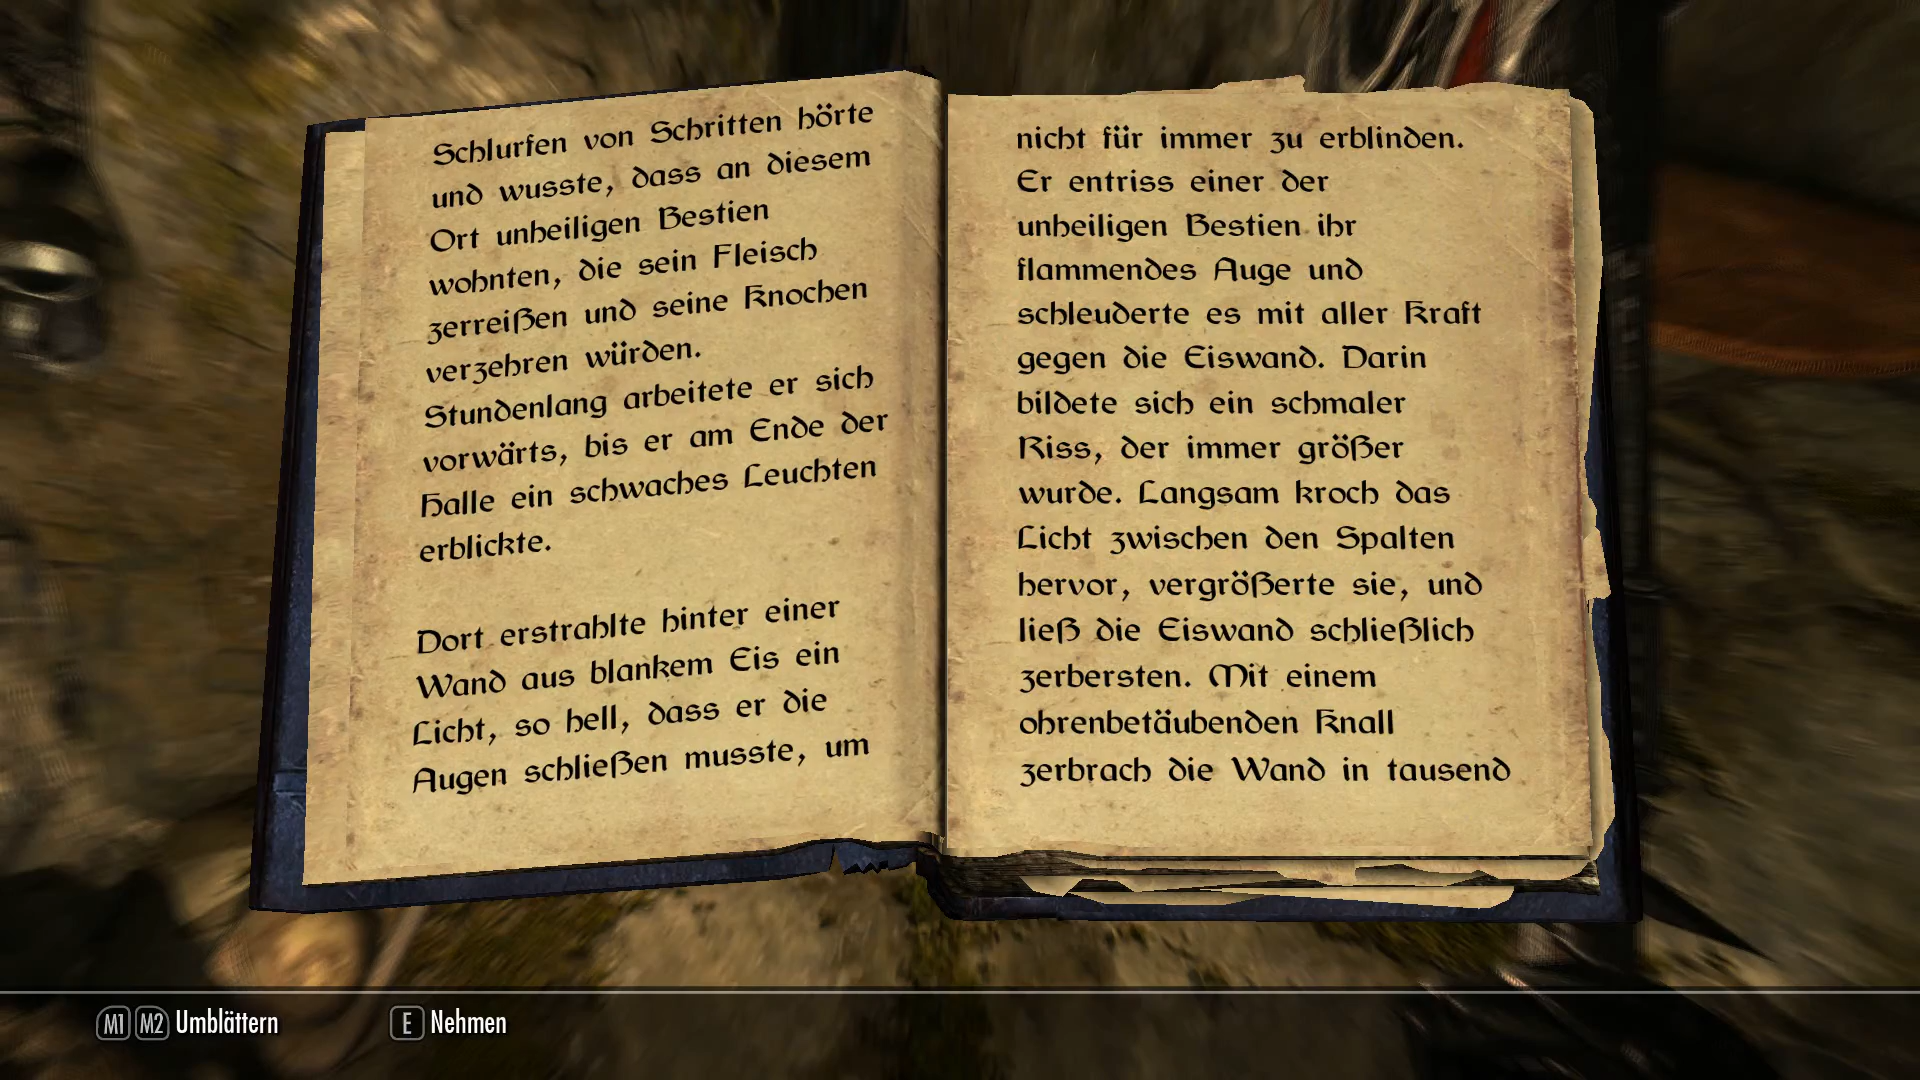 Schlurfen von Schritten hörte
und wusste, dass an diesem
Ort unheiligen Bestien
wohnten, die sein Fleisch
zerreißen und seine Knochen
verzehren würden.
Stundenlang arbeitete er sich
vorwärts, bis er am Ende der
Halle ein schwaches Leuchten
erblickte.
Dort erstrahlte hinter einer
Wand aus blankem Eis ein
Licht, so hell, dass er die
Augen schließen musste, um
nicht für immer zu erblinden.
Er entriss einer der
unheiligen Bestien ihr
flammendes Auge und
schleuderte es mit aller Kraft
gegen die Eiswand. Darin
bildete sich ein schmaler
Riss, der immer größer
wurde. Langsam kroch das
Licht zwischen den Spalten
hervor, vergrößerte sie, und
ließ die Eiswand schließlich
zerbersten. Mit einem
ohrenbetäubenden Knall
zerbrach die Wand in tausend
M1 M2 Umblättern
E Nehmen